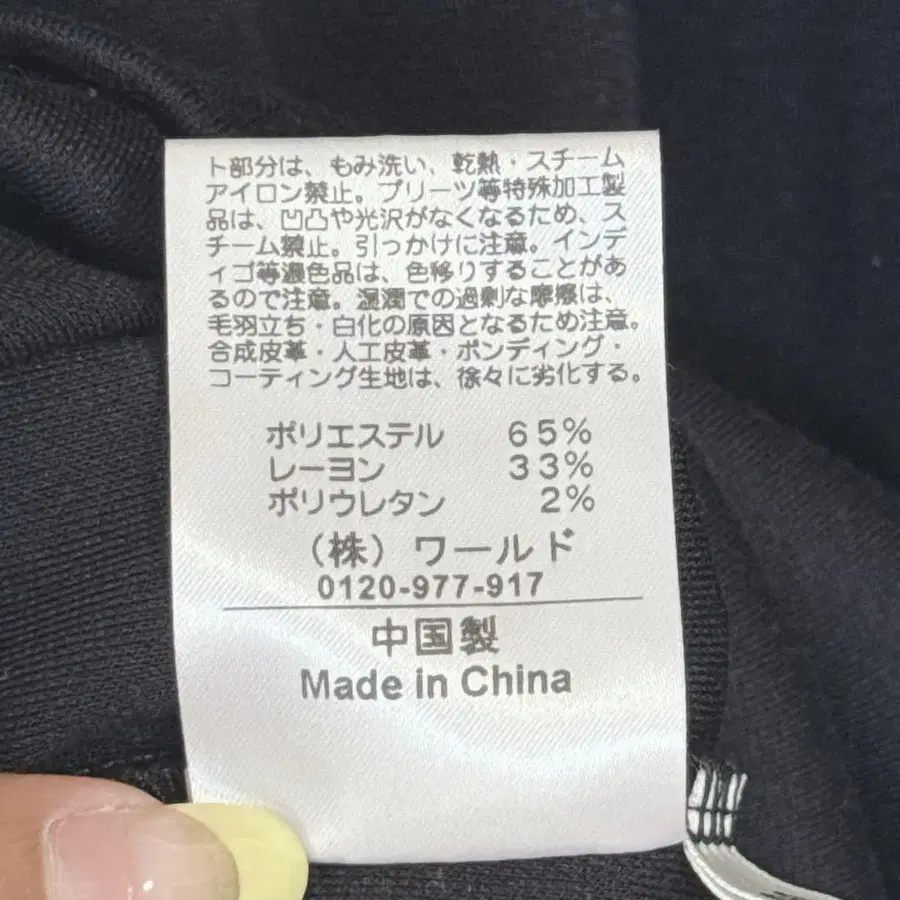 ト部分は、もみ洗い、乾熱・スチーム
アイロン禁止。プリーツ等特殊加工製
品は、凹凸や光沢がなくなるため、ス
チーム禁止。引っかけに注意。インデ
ィゴ等濃色品は、色移りすることがあ
るので注意。湿潤での過剰な摩擦は、
毛羽立ち・白化の原因となるため注意。
合成皮革・人工皮革・ボンディング・
コーティング生地は、徐々に劣化する。
ポリエステル 65%
レーヨン 33%
ポリウレタン 2%
(株) ワールド
0120-977-917
中国製
Made in China